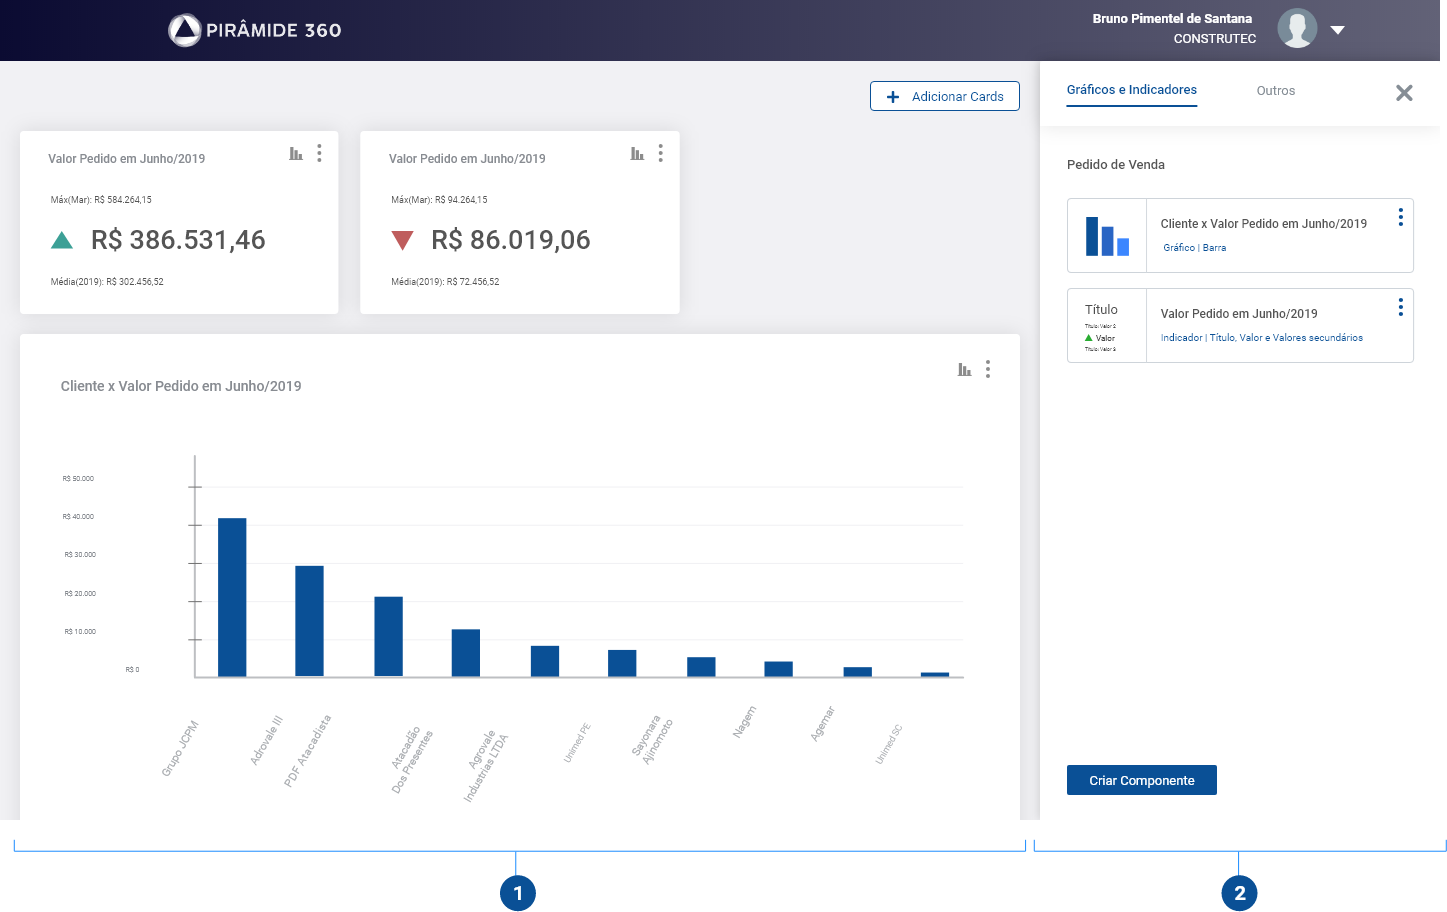 PIRÂMIDE 360
Bruno Pimentel de Santana
CONSTRUTEC
Adicionar Cards
Valor Pedido em Junho/2019
Máx(Mar): R$ 584.264,15
R$ 386.531,46
Média(2019): R$ 302.456,52
Valor Pedido em Junho/2019
Máx(Mar): R$ 94.264,15
R$ 86.019,06
Média(2019): R$ 72.456,52
Cliente x Valor Pedido em Junho/2019
R$ 50.000
R$ 40.000
R$ 30.000
R$ 20.000
R$ 10.000
R$ 0
Grupo JCPM
Adrovale III
PDF Atacadista
Atacadão
Dos Presentes
Agrovale
Industrias LTDA
Unimed PE
Sayonara
Ajinomoto
Nagem
Agemar
Unimed SC
Gráficos e Indicadores
Outros
Pedido de Venda
Cliente x Valor Pedido em Junho/2019
Gráfico | Barra
Título
Título: Valor 2
Valor
Título: Valor 3
Valor Pedido em Junho/2019
Indicador | Título, Valor e Valores secundários
Criar Componente
1
2